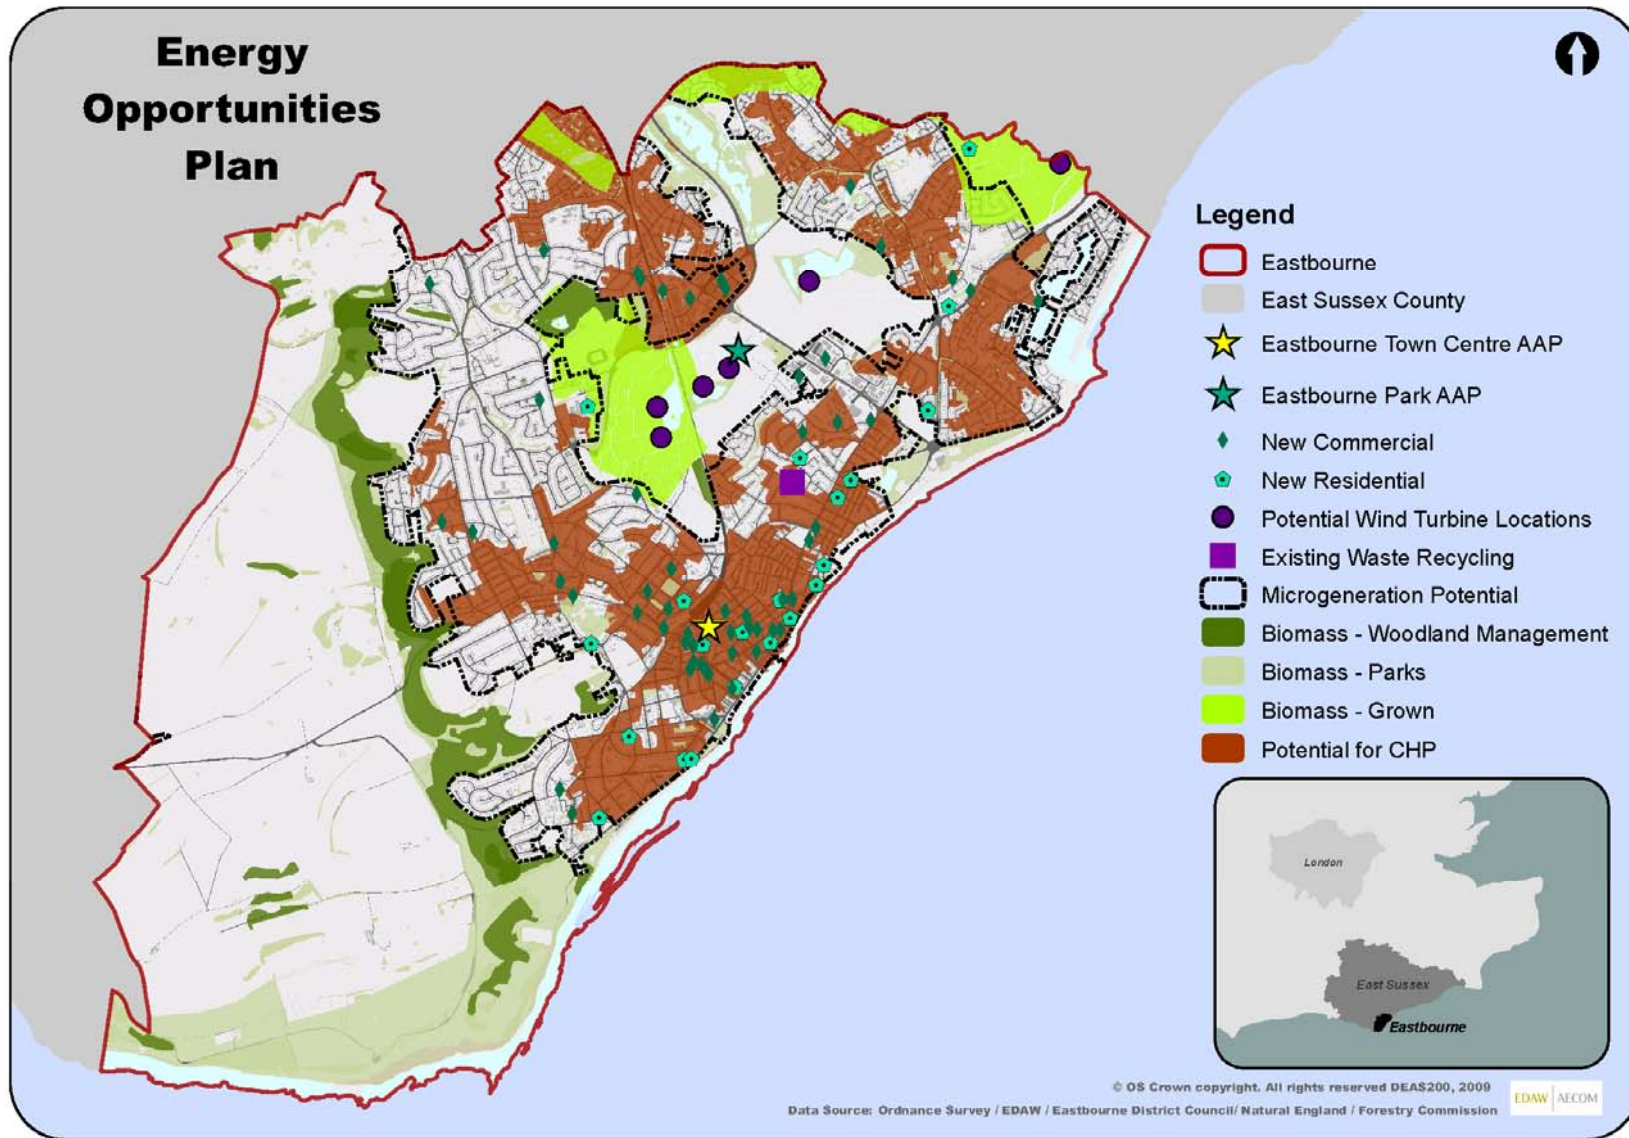 Energy
Opportunities
Plan
Legend
Eastbourne
East Sussex County
Eastbourne Town Centre AAP
Eastbourne Park AAP
New Commercial
New Residential
Potential Wind Turbine Locations
Existing Waste Recycling
Microgeneration Potential
Biomass - Woodland Management
Biomass - Parks
Biomass - Grown
Potential for CHP
London
East Sussex
Eastbourne
© OS Crown copyright. All rights reserved DEAS200, 2009
Data Source: Ordnance Survey / EDAW / Eastbourne District Council/ Natural England / Forestry Commission
EDAW | AECOM